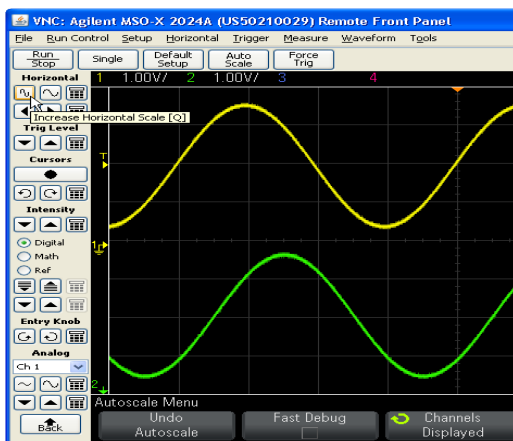 VNC: Agilent MSO-X 2024A (US50210029) Remote Front Panel
File Run Control Setup Horizontal Trigger Measure Waveform Tools
Run Stop Single Default Setup Auto Scale Force Trig
Horizontal 1 1.00V/ 2 1.00V/ 3 4
Increase Horizontal Scale [Q]
Trig Level
T
Cursors
Intensity
Digital
1
Math
Ref
Entry Knob
Analog
Ch 1
2
Autoscale Menu
Back
Undo Autoscale Fast Debug Channels Displayed